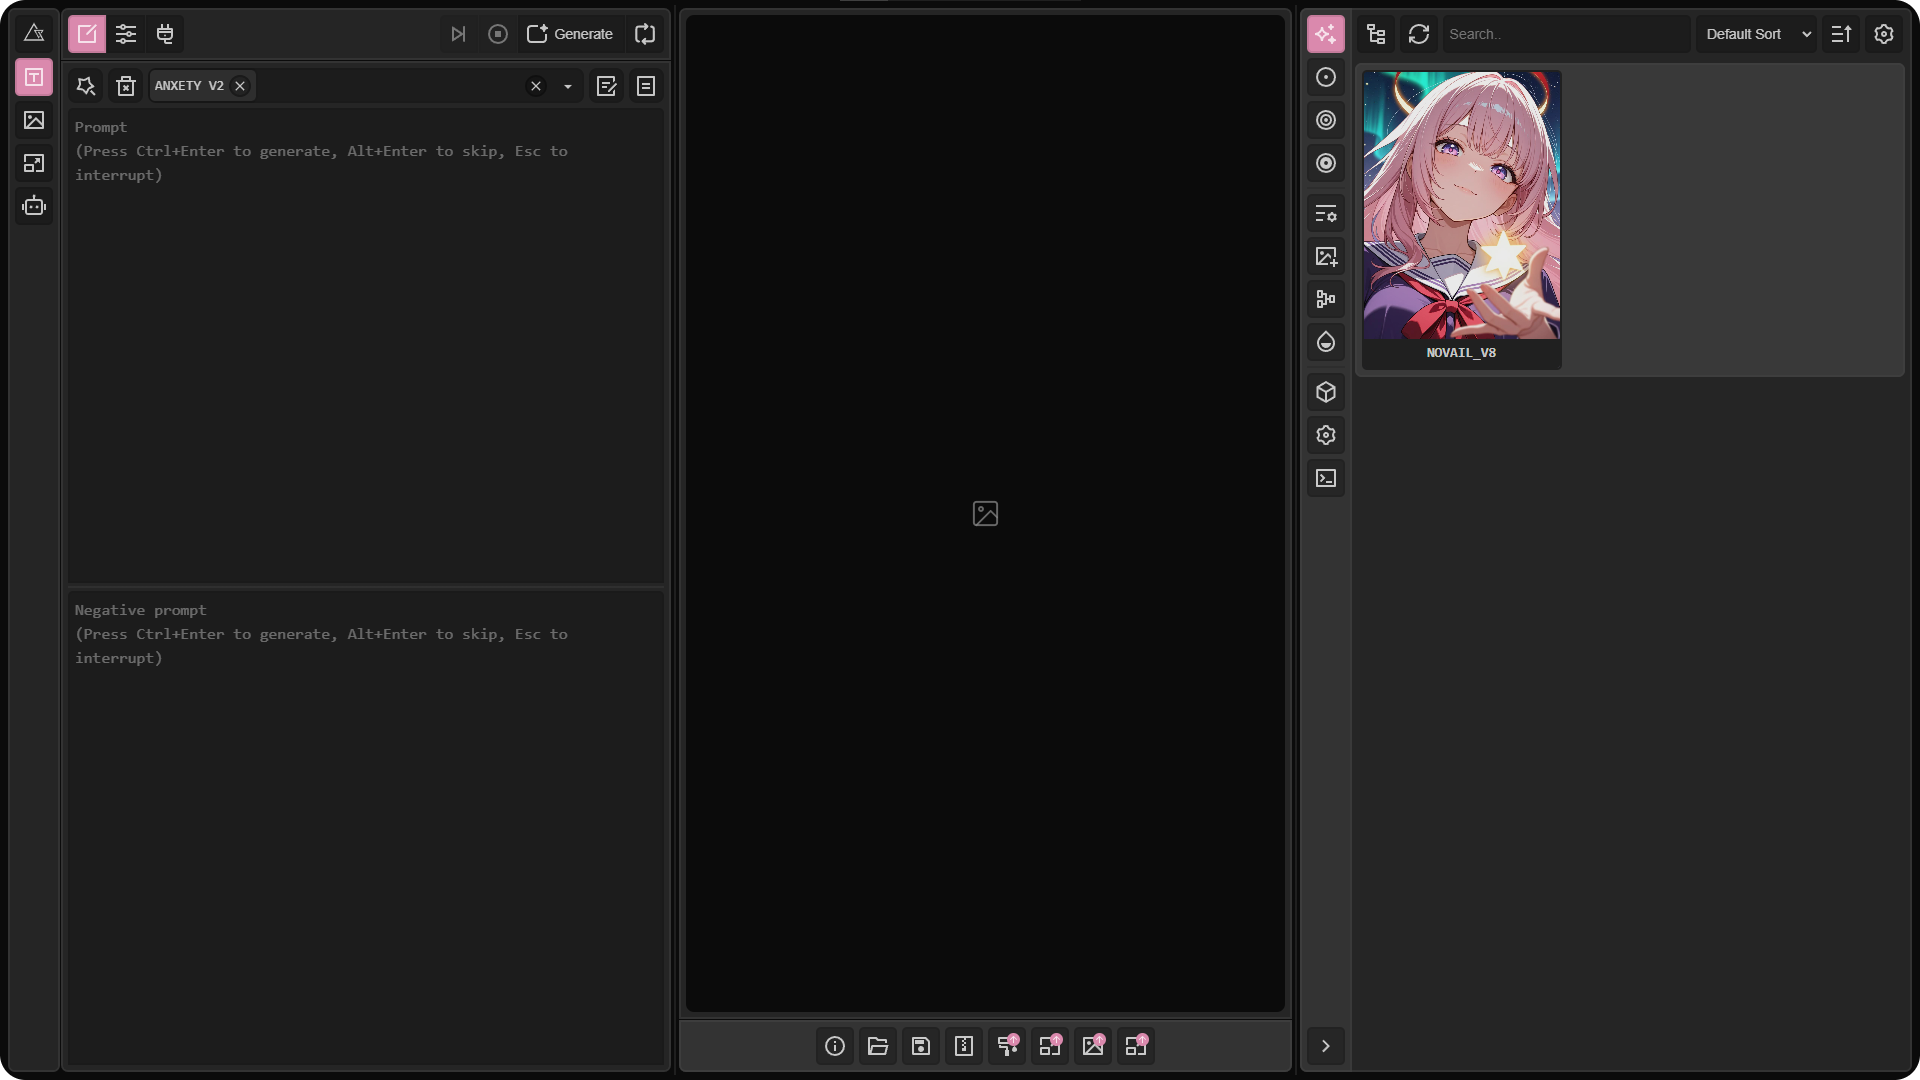 Generate
ANXETY V2
Prompt
(Press Ctrl+Enter to generate, Alt+Enter to skip, Esc to
interrupt)
Negative prompt
(Press Ctrl+Enter to generate, Alt+Enter to skip, Esc to
interrupt)
Search..
Default Sort
NOVAIL_V8